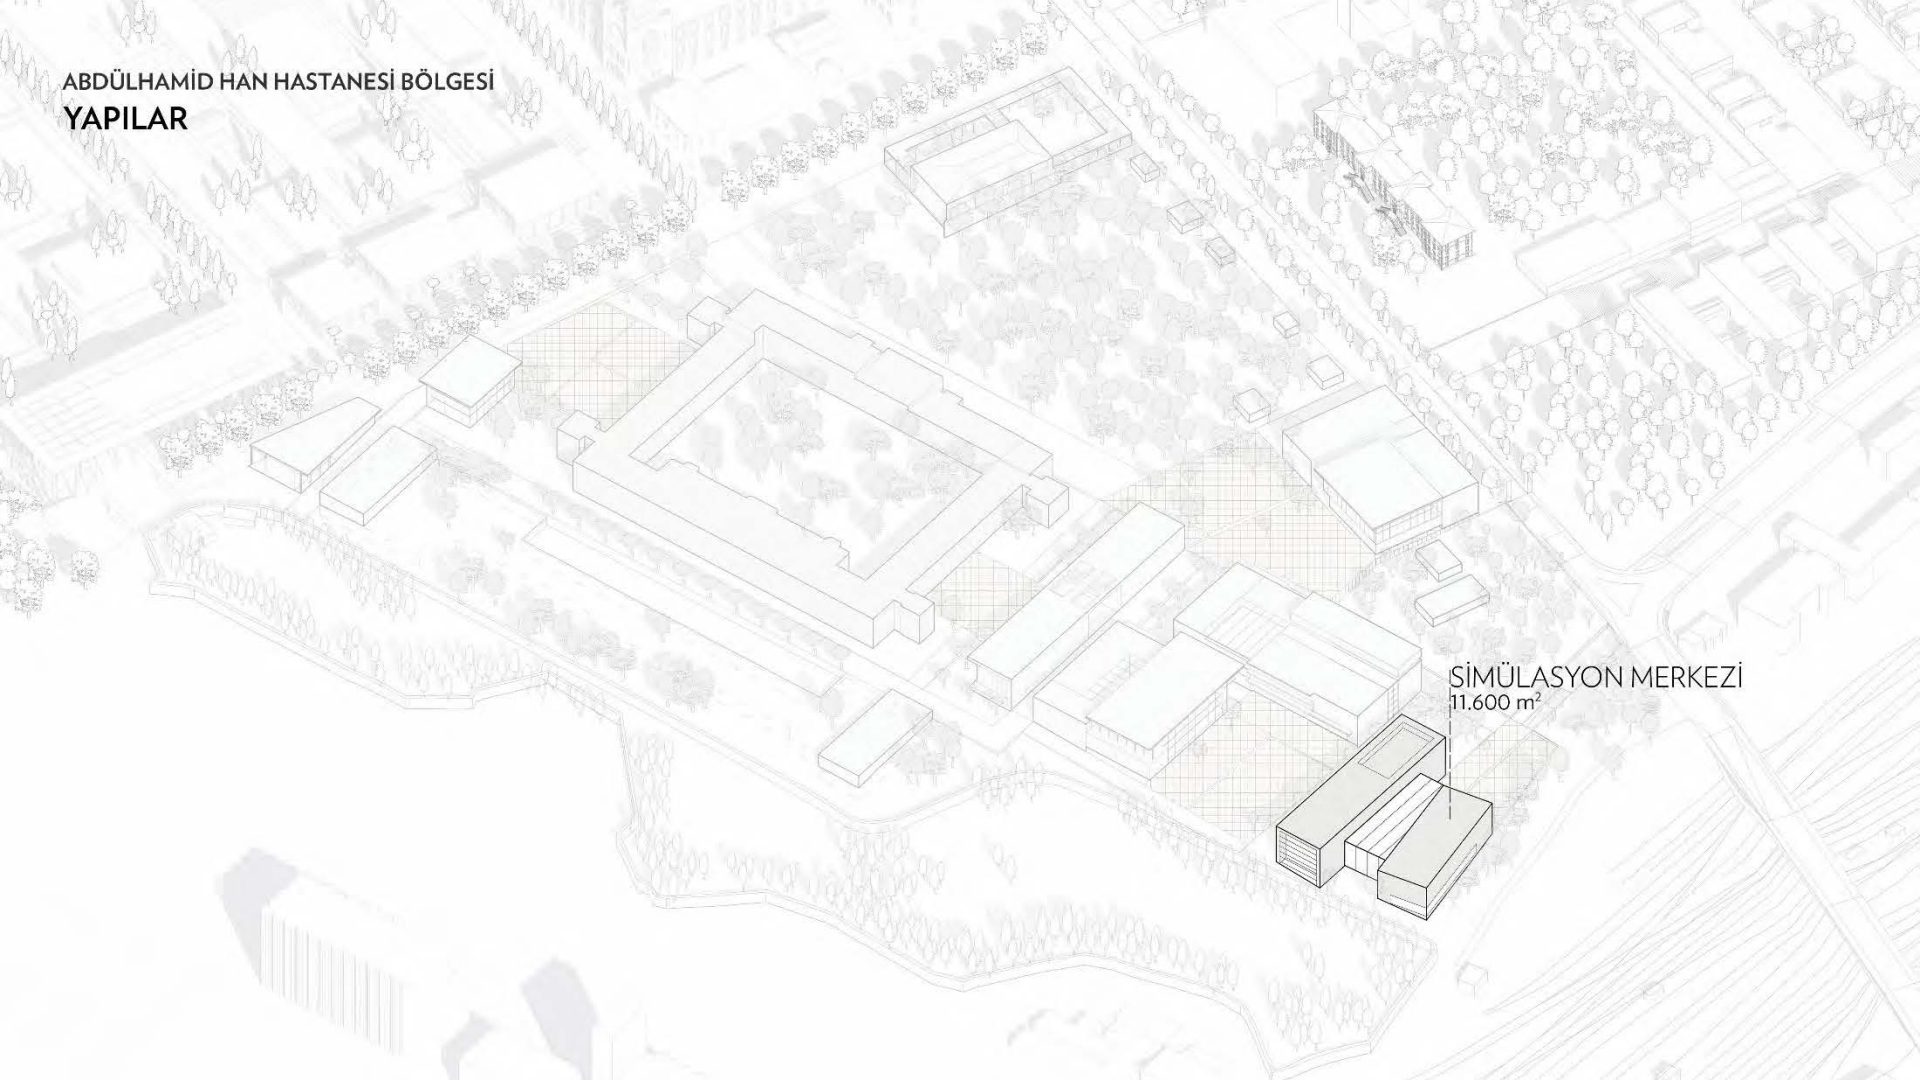 ABDÜLHAMİD HAN HASTANESİ BÖLGESİ
YAPILAR
SİMÜLASYON MERKEZİ
11.600 m²